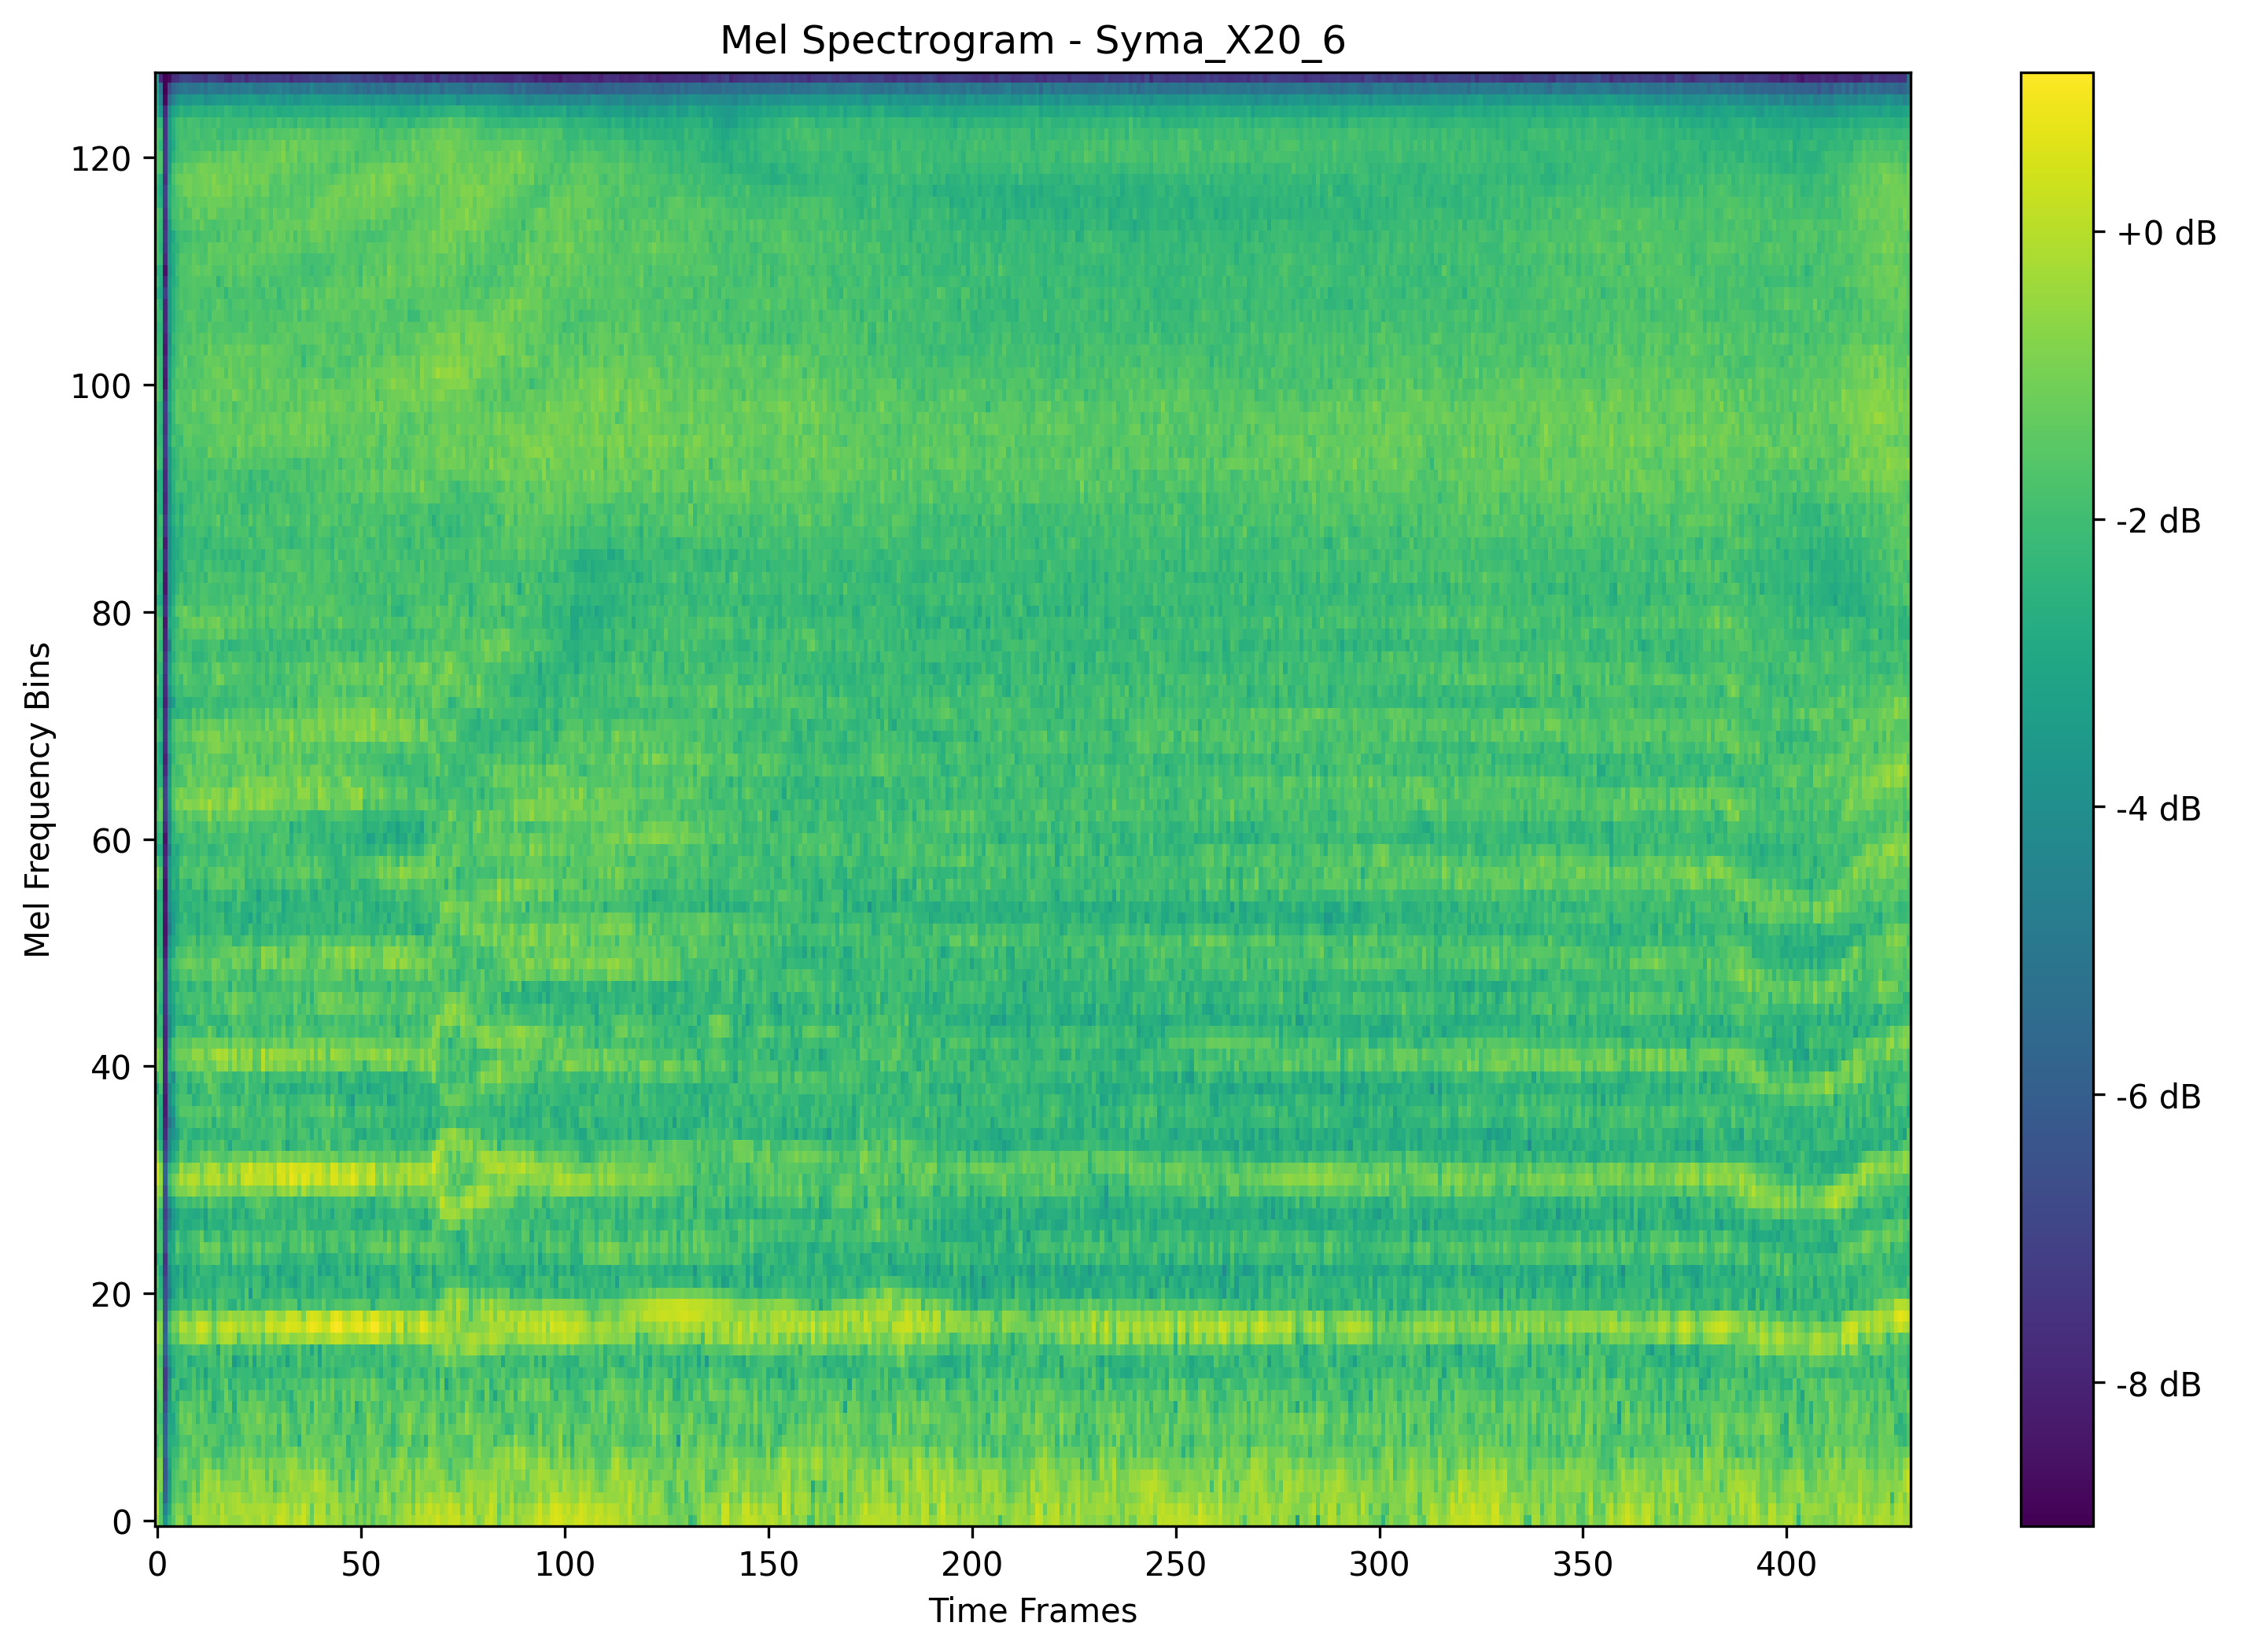 Mel Spectrogram - Syma_X20_6
Mel Frequency Bins
120
100
80
60
40
20
0
0 50 100 150 200 250 300 350 400
Time Frames
+0 dB
-2 dB
-4 dB
-6 dB
-8 dB